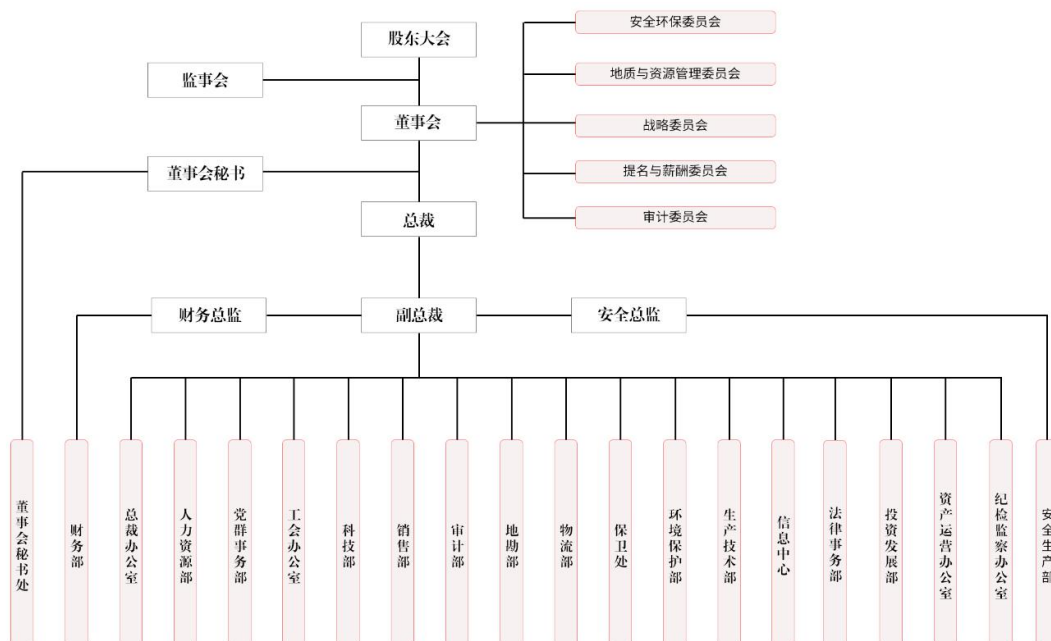 股东大会
监事会
董事会
安全环保委员会
地质与资源管理委员会
战略委员会
提名与薪酬委员会
审计委员会
董事会秘书
总裁
财务总监
副总裁
安全总监
董事会秘书处
财务部
总裁办公室
人力资源部
党群事务部
工会办公室
科技部
销售部
审计部
地勘部
物流部
保卫处
环境保护部
生产技术部
信息中心
法律事务部
投资发展部
资产运营办公室
纪检监察办公室
安全生产部